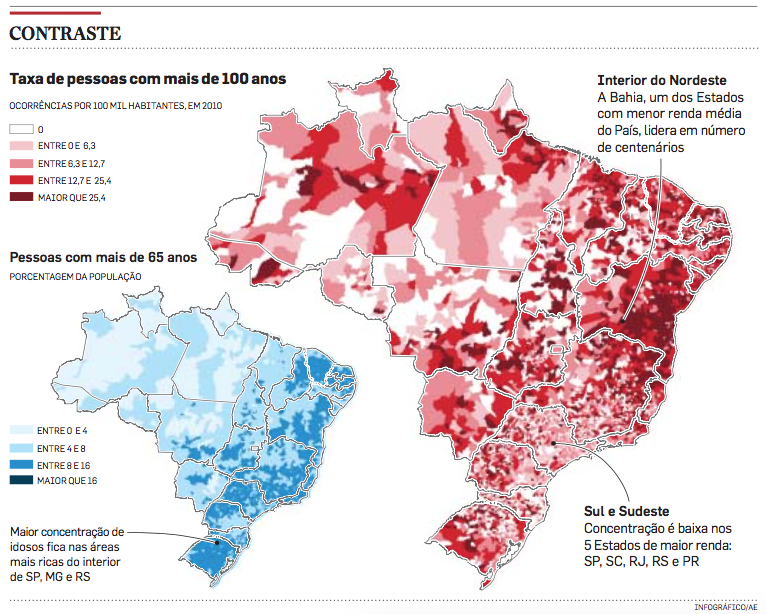 CONTRASTE
Taxa de pessoas com mais de 100 anos
OCORRÊNCIAS POR 100 MIL HABITANTES, EM 2010
0
ENTRE 0 E 6,3
ENTRE 6,3 E 12,7
ENTRE 12,7 E 25,4
MAIOR QUE 25,4
Interior do Nordeste
A Bahia, um dos Estados
com menor renda média
do País, lidera em número
de centenários
Pessoas com mais de 65 anos
PORCENTAGEM DA POPULAÇÃO
ENTRE 0 E 4
ENTRE 4 E 8
ENTRE 8 E 16
MAIOR QUE 16
Maior concentração de
idosos fica nas áreas
mais ricas do interior
de SP, MG e RS
Sul e Sudeste
Concentração é baixa nos
5 Estados de maior renda:
SP, SC, RJ, RS e PR
INFOGRÁFICO/AE